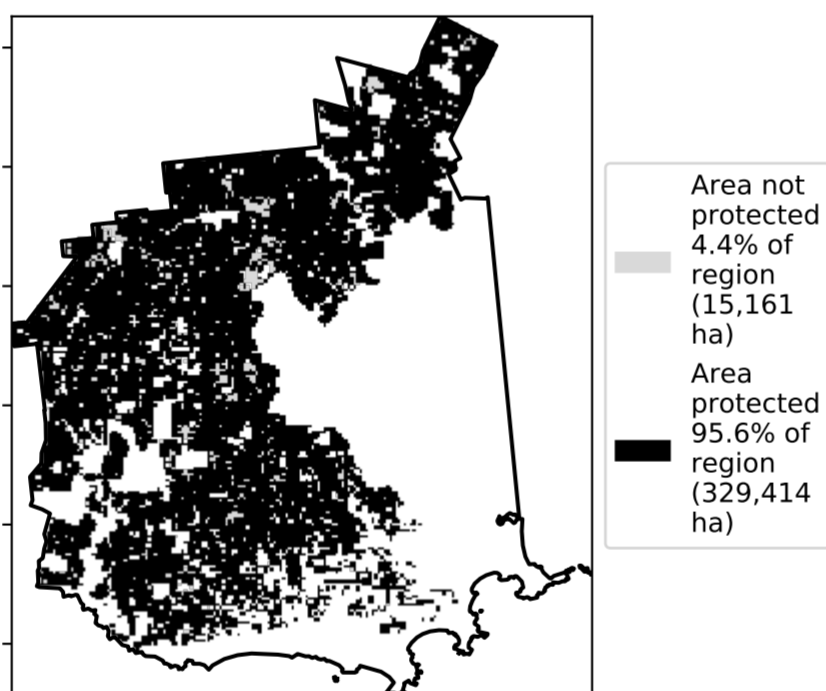 Area not
protected
4.4% of
region
(15,161
ha)
Area
protected
95.6% of
region
(329,414
ha)